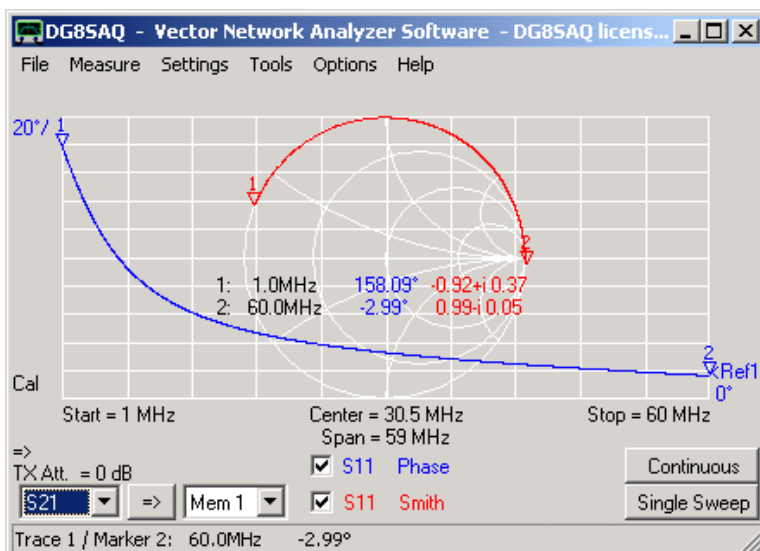 DG8SAQ - Vector Network Analyzer Software - DG8SAQ licens...
File Measure Settings Tools Options Help
20°/ 1
1
2
1: 1.0MHz 158.09° -0.92+i 0.37
2: 60.0MHz -2.99° 0.99-i 0.05
2
<Ref1
Cal
0°
Start = 1 MHz Center = 30.5 MHz Stop = 60 MHz
Span = 59 MHz
=>
TX Att. = 0 dB
S11 Phase
Continuous
S21 => Mem 1
S11 Smith
Single Sweep
Trace 1 / Marker 2: 60.0MHz -2.99°